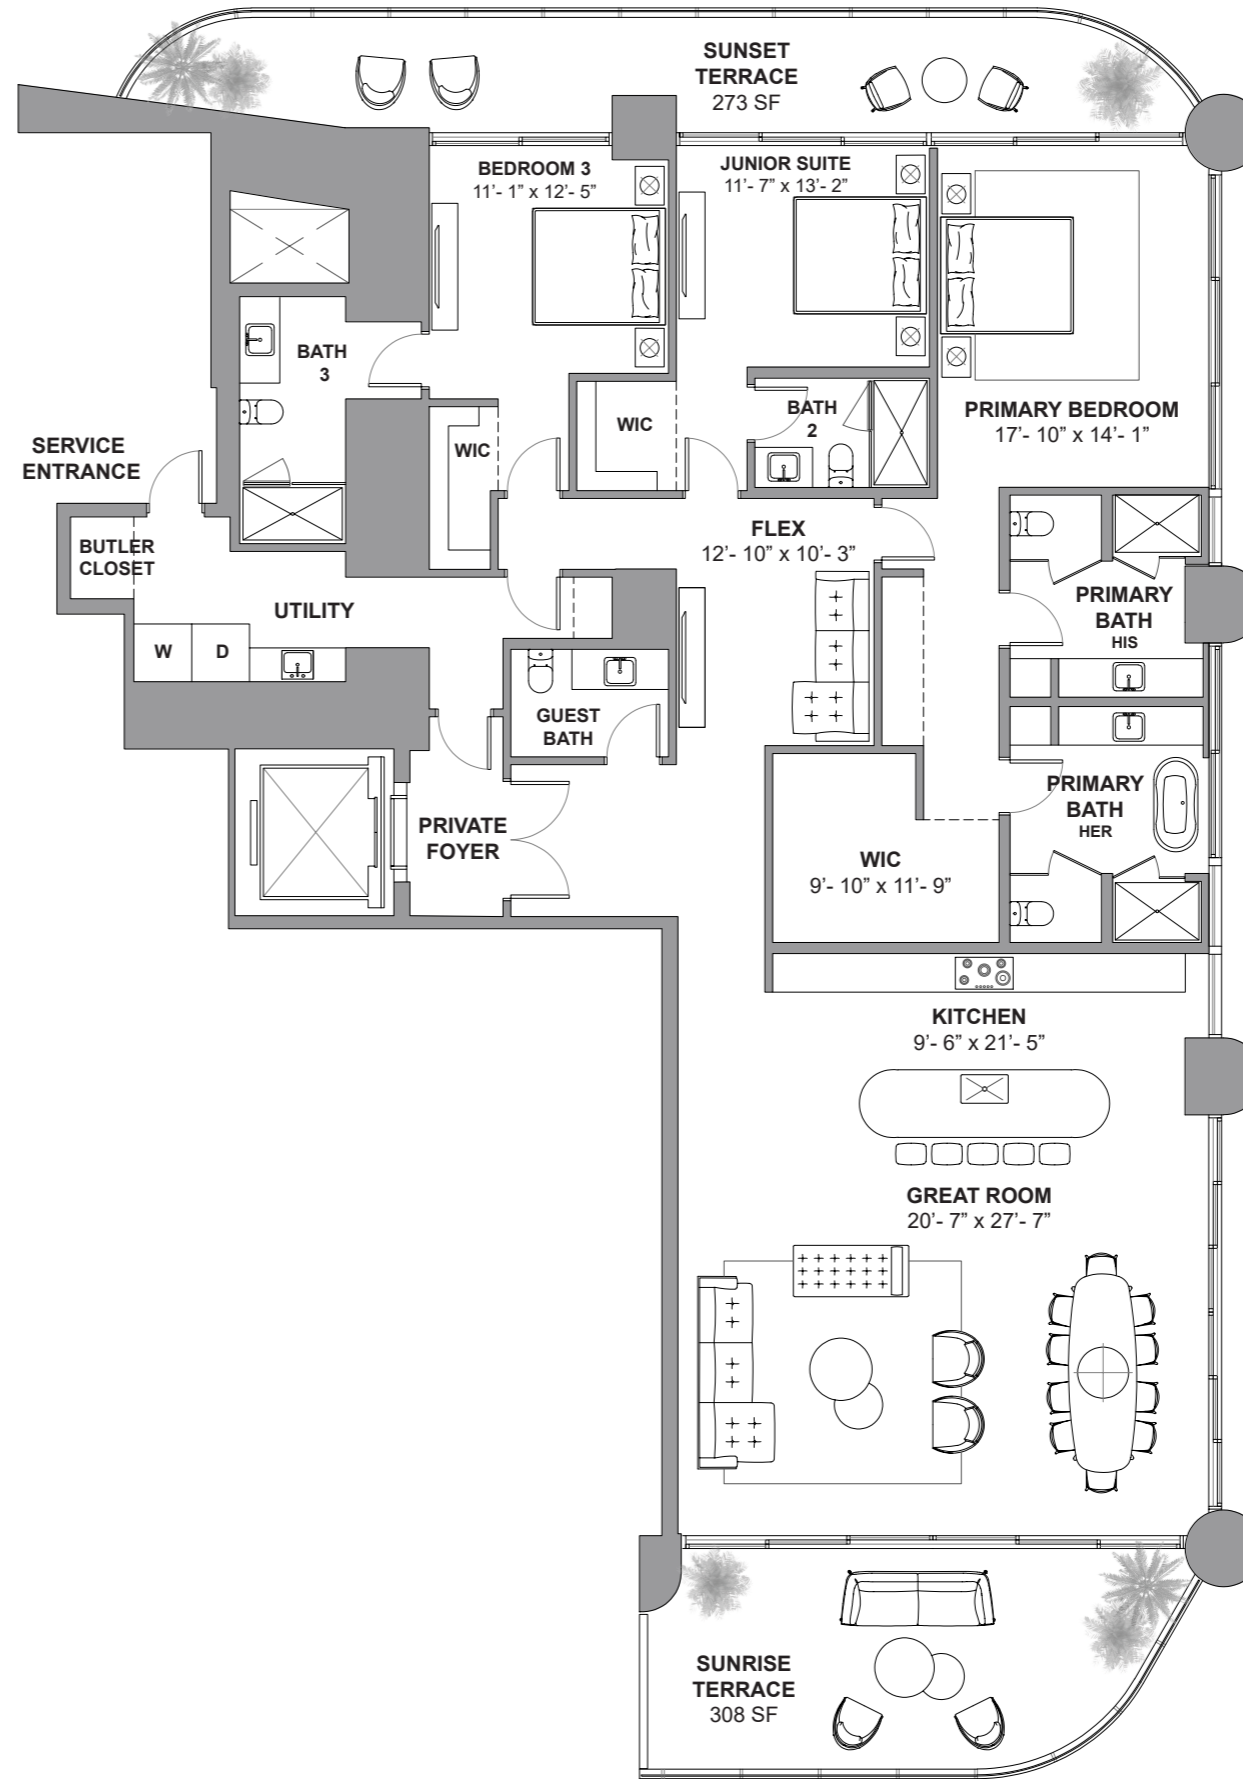 SUNSET
TERRACE
273 SF
BEDROOM 3
11’- 1” x 12’- 5”
JUNIOR SUITE
11’- 7” x 13’- 2”
BATH
3
WIC
WIC
BATH
2
PRIMARY BEDROOM
17’- 10” x 14’- 1”
SERVICE
ENTRANCE
BUTLER
CLOSET
FLEX
12’- 10” x 10’- 3”
UTILITY
W
D
PRIMARY
BATH
HIS
GUEST
BATH
PRIMARY
BATH
HER
PRIVATE
FOYER
WIC
9’- 10” x 11’- 9”
KITCHEN
9’- 6” x 21’- 5”
GREAT ROOM
20’- 7” x 27’- 7”
SUNRISE
TERRACE
308 SF